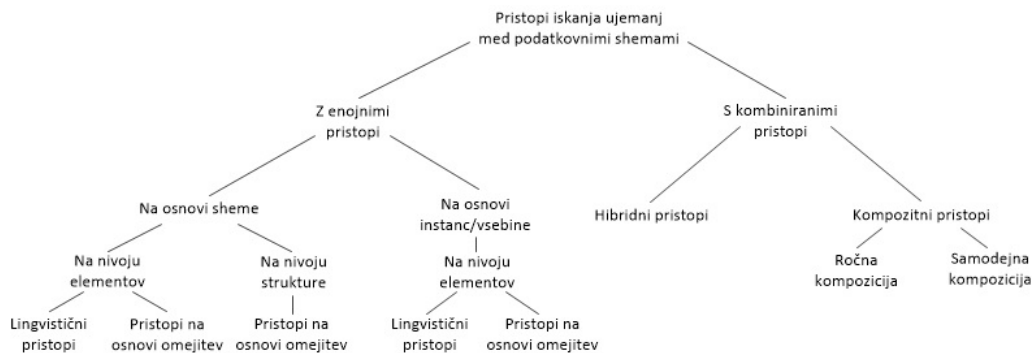 Pristopi iskanja ujemanj
med podatkovnimi shemami
Z enojnimi
pristopi
S kombiniranimi
pristopi
Na osnovi sheme
Na osnovi
instanc/vsebine
Hibridni pristopi
Kompozitni pristopi
Na nivoju
elementov
Na nivoju
strukture
Na nivoju
elementov
Ročna
kompozicija
Samodejna
kompozicija
Lingvistični
pristopi
Pristopi na
osnovi omejitev
Pristopi na
osnovi omejitev
Lingvistični
pristopi
Pristopi na
osnovi omejitev